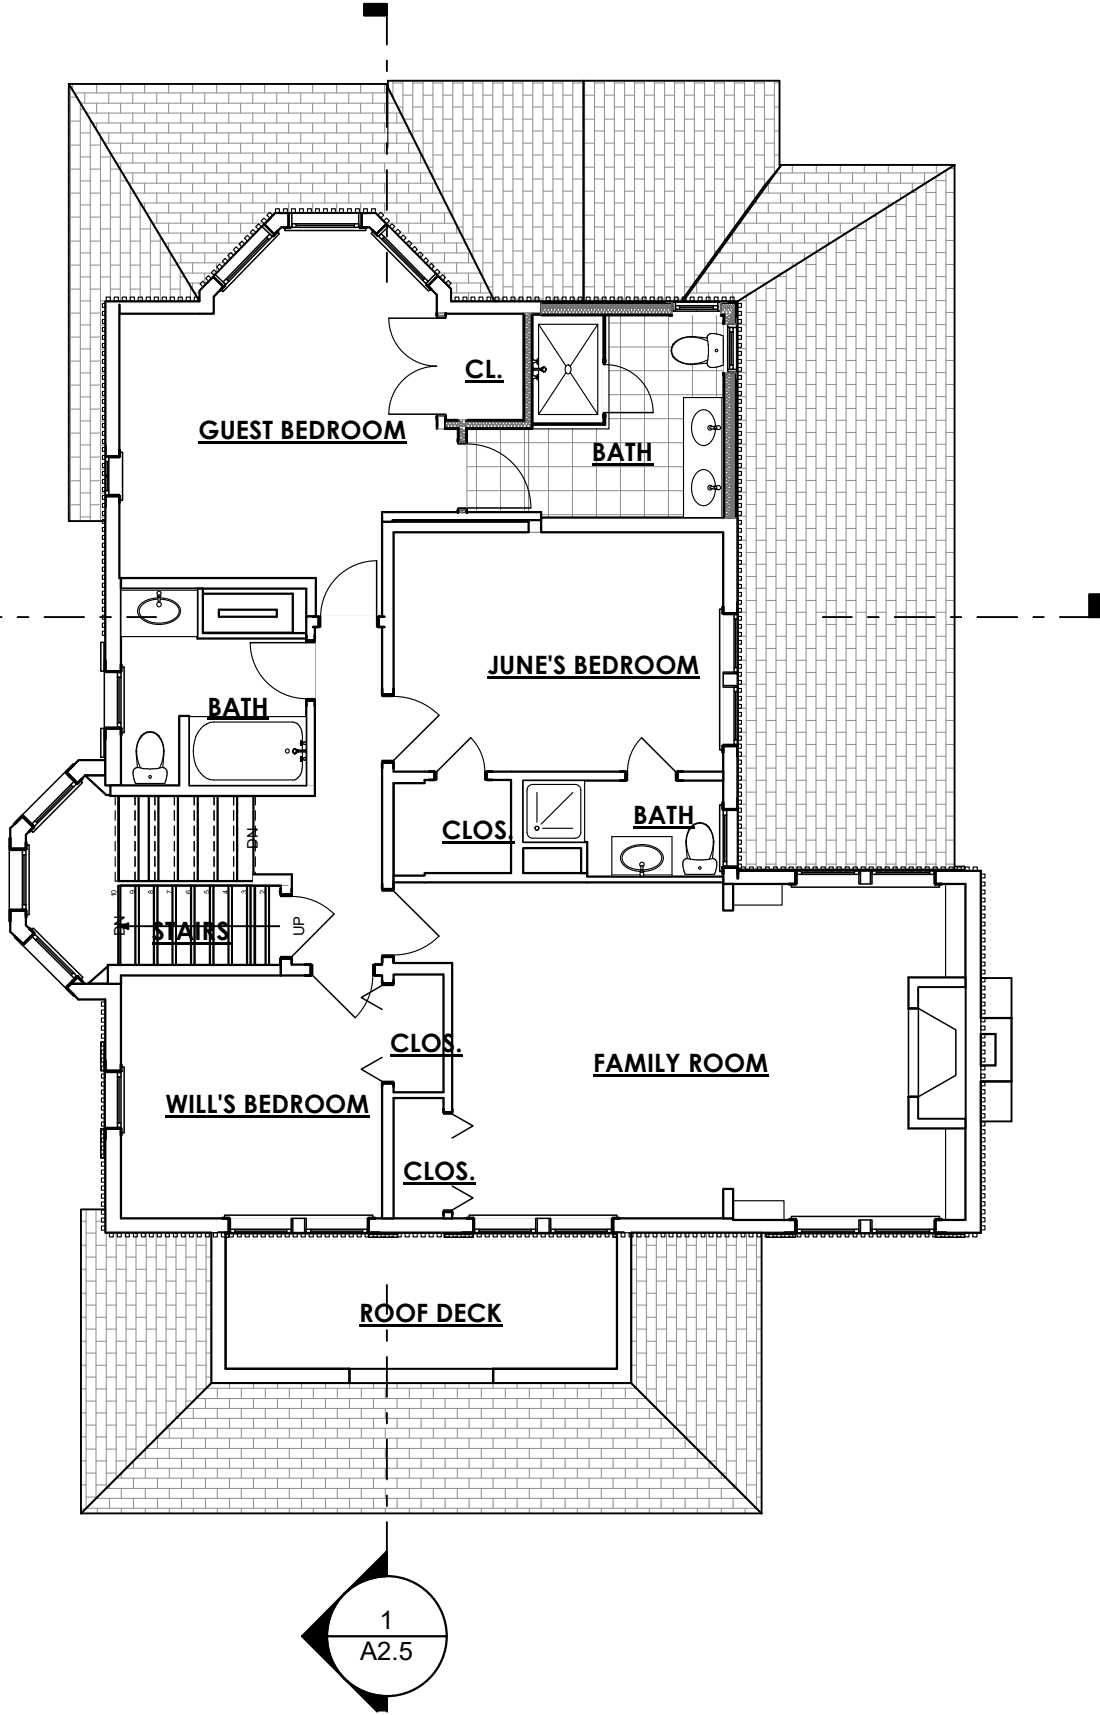 CL.
GUEST BEDROOM
BATH
JUNE'S BEDROOM
BATH
BATH
CLOS.
DN
DN
STAIRS
UP
CLOS.
FAMILY ROOM
WILL'S BEDROOM
CLOS.
ROOF DECK
1
A2.5